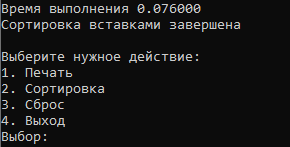 Время выполнения 0.076000
Сортировка вставками завершена
Выберите нужное действие:
1. Печать
2. Сортировка
3. Сброс
4. Выход
Выбор: